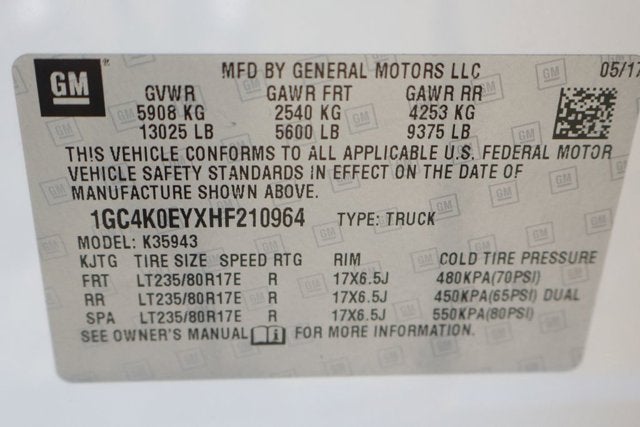 GM MFD BY GENERAL MOTORS LLC 05/17
GVWR GAWR FRT GAWR RR
5908 KG 2540 KG 4253 KG
13025 LB 5600 LB 9375 LB
THIS VEHICLE CONFORMS TO ALL APPLICABLE U.S. FEDERAL MOTOR
VEHICLE SAFETY STANDARDS IN EFFECT ON THE DATE OF
MANUFACTURE SHOWN ABOVE.
1GC4K0EYXHF210964 TYPE: TRUCK
MODEL: K35943
KJTG TIRE SIZE SPEED RTG RIM COLD TIRE PRESSURE
FRT LT235/80R17E R 17X6.5J 480KPA(70PSI)
RR LT235/80R17E R 17X6.5J 450KPA(65PSI) DUAL
SPA LT235/80R17E R 17X6.5J 550KPA(80PSI)
SEE OWNER'S MANUAL FOR MORE INFORMATION.